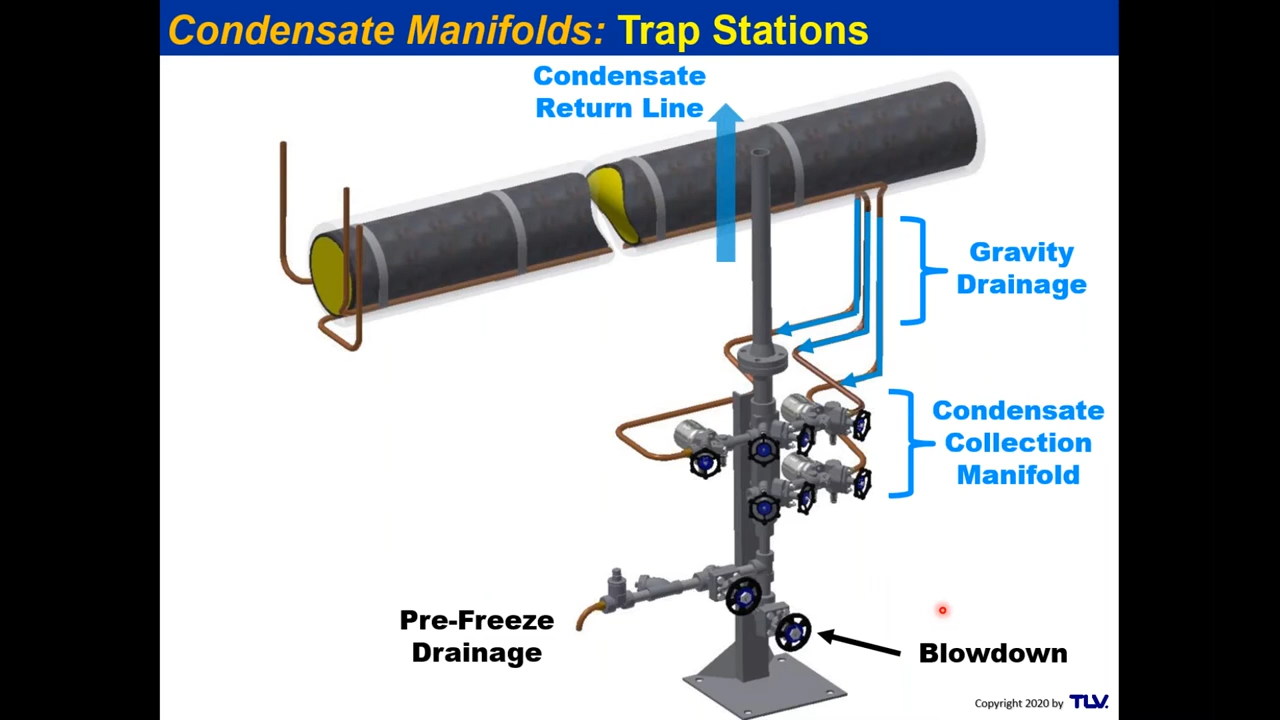 Condensate Manifolds: Trap Stations
Condensate
Return Line
Gravity
Drainage
Condensate
Collection
Manifold
Pre-Freeze
Drainage
Blowdown
Copyright 2020 by TLV.